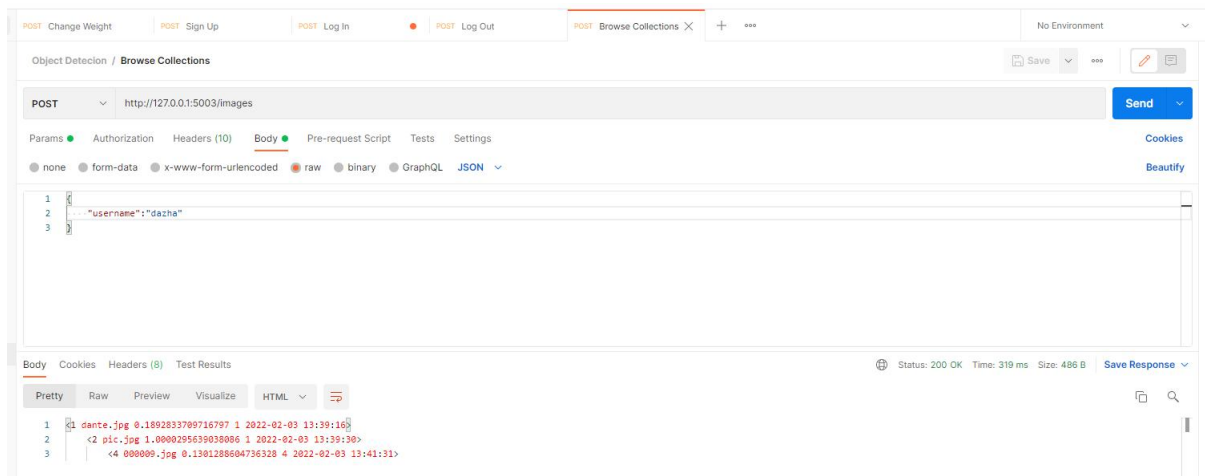 POST Change Weight POST Sign Up POST Log In POST Log Out POST Browse Collections No Environment
Object Detecion / Browse Collections Save
POST http://127.0.0.1:5003/images Send
Params Authorization Headers (10) Body Pre-request Script Tests Settings Cookies
none form-data x-www-form-urlencoded raw binary GraphQL JSON Beautify
1 {
2 "username":"dazha"
3 }
Body Cookies Headers (8) Test Results Status: 200 OK Time: 319 ms Size: 486 B Save Response
Pretty Raw Preview Visualize HTML
1 <1 dante.jpg 0.1892833709716797 1 2022-02-03 13:39:16>
2 <2 pic.jpg 1.0000295639038086 1 2022-02-03 13:39:30>
3 <4 000009.jpg 0.1301288604736328 4 2022-02-03 13:41:31>